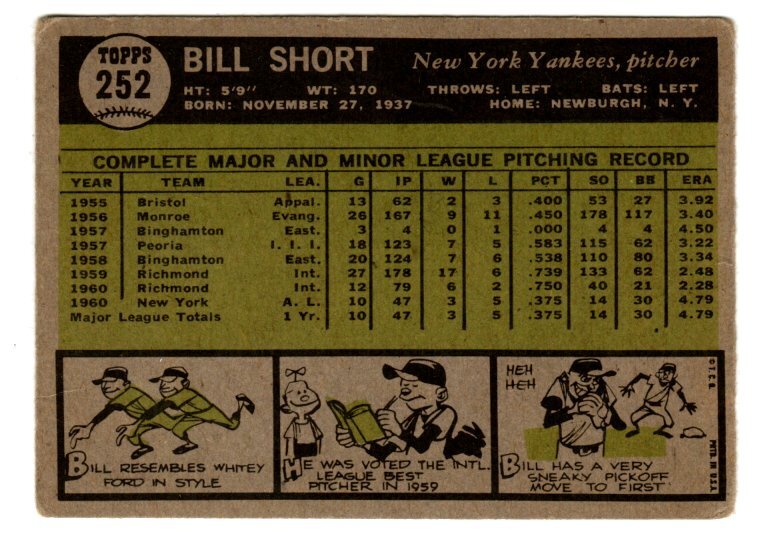 TOPPS
252
BILL SHORT New York Yankees, pitcher
HT: 5'9" WT: 170 THROWS: LEFT BATS: LEFT
BORN: NOVEMBER 27, 1937 HOME: NEWBURGH, N. Y.
COMPLETE MAJOR AND MINOR LEAGUE PITCHING RECORD
YEAR TEAM LEA. G IP W L PCT SO BB ERA
1955 Bristol Appal. 13 62 2 3 .400 53 27 3.92
1956 Monroe Evang. 26 167 9 11 .450 178 117 3.40
1957 Binghamton East. 3 4 0 1 .000 4 4 4.50
1957 Peoria I. I. I. 18 123 7 5 .583 115 62 3.22
1958 Binghamton East. 20 124 7 6 .538 110 80 3.34
1959 Richmond Int. 27 178 17 6 .739 133 62 2.48
1960 Richmond Int. 12 79 6 2 .750 40 21 2.28
1960 New York A. L. 10 47 3 5 .375 14 30 4.79
Major League Totals 1 Yr. 10 47 3 5 .375 14 30 4.79
BILL RESEMBLES WHITEY
FORD IN STYLE
HE WAS VOTED THE INTL.
LEAGUE BEST
PITCHER IN 1959
HEH
HEH
BILL HAS A VERY
SNEAKY PICKOFF
MOVE TO FIRST
© T.C.G.
PRTD. IN U.S.A.